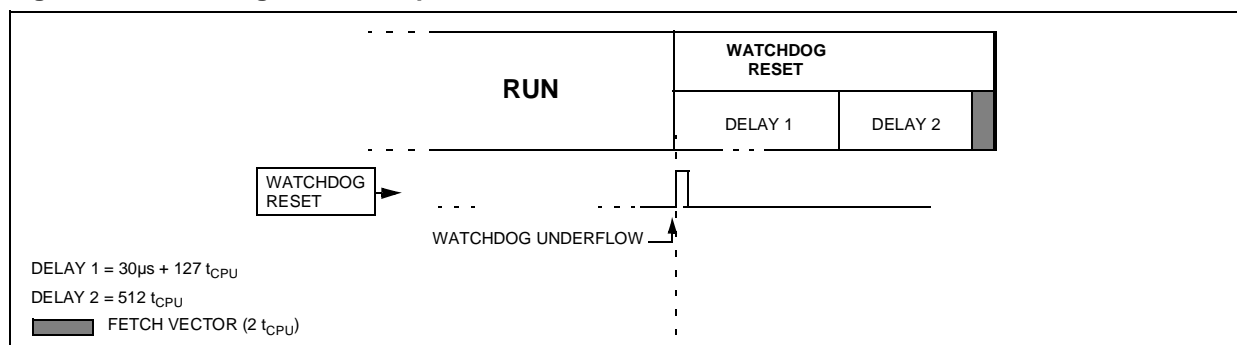 WATCHDOG
RESET
RUN
DELAY 1
DELAY 2
WATCHDOG
RESET
WATCHDOG UNDERFLOW
DELAY 1 = 30µs + 127 tCPU
DELAY 2 = 512 tCPU
FETCH VECTOR (2 tCPU)